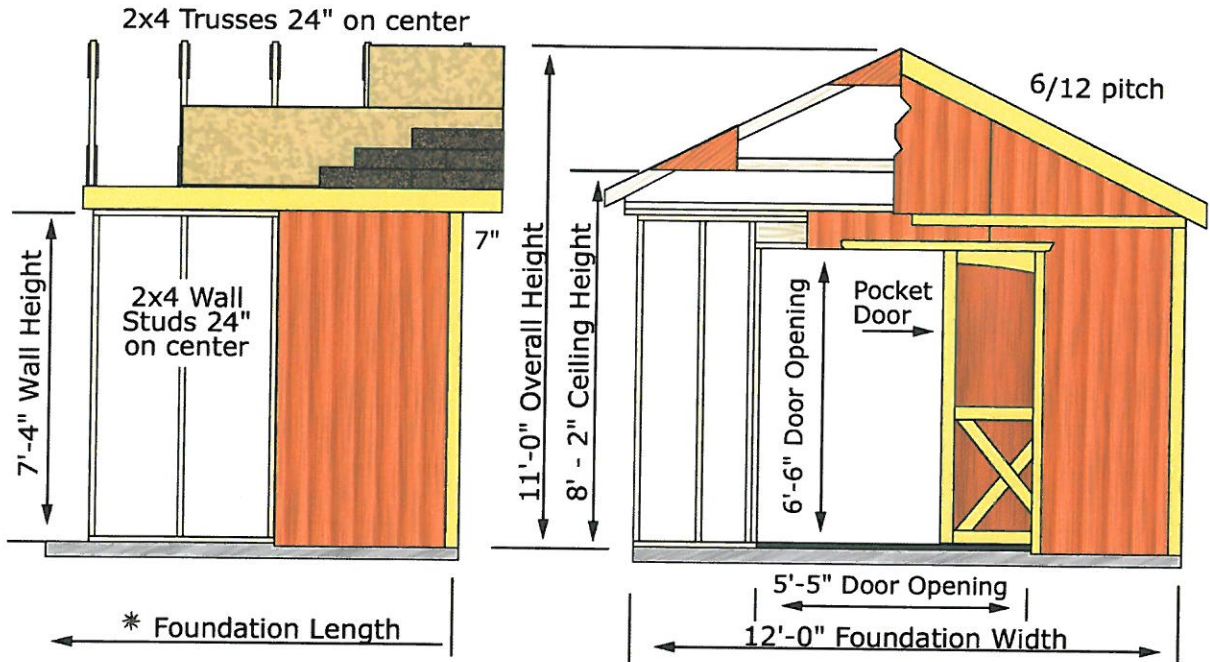 2x4 Trusses 24" on center
7'-4" Wall Height
2x4 Wall
Studs 24"
on center
7"
* Foundation Length
11'-0" Overall Height
8' - 2" Ceiling Height
6/12 pitch
6'-6" Door Opening
Pocket
Door
5'-5" Door Opening
12'-0" Foundation Width